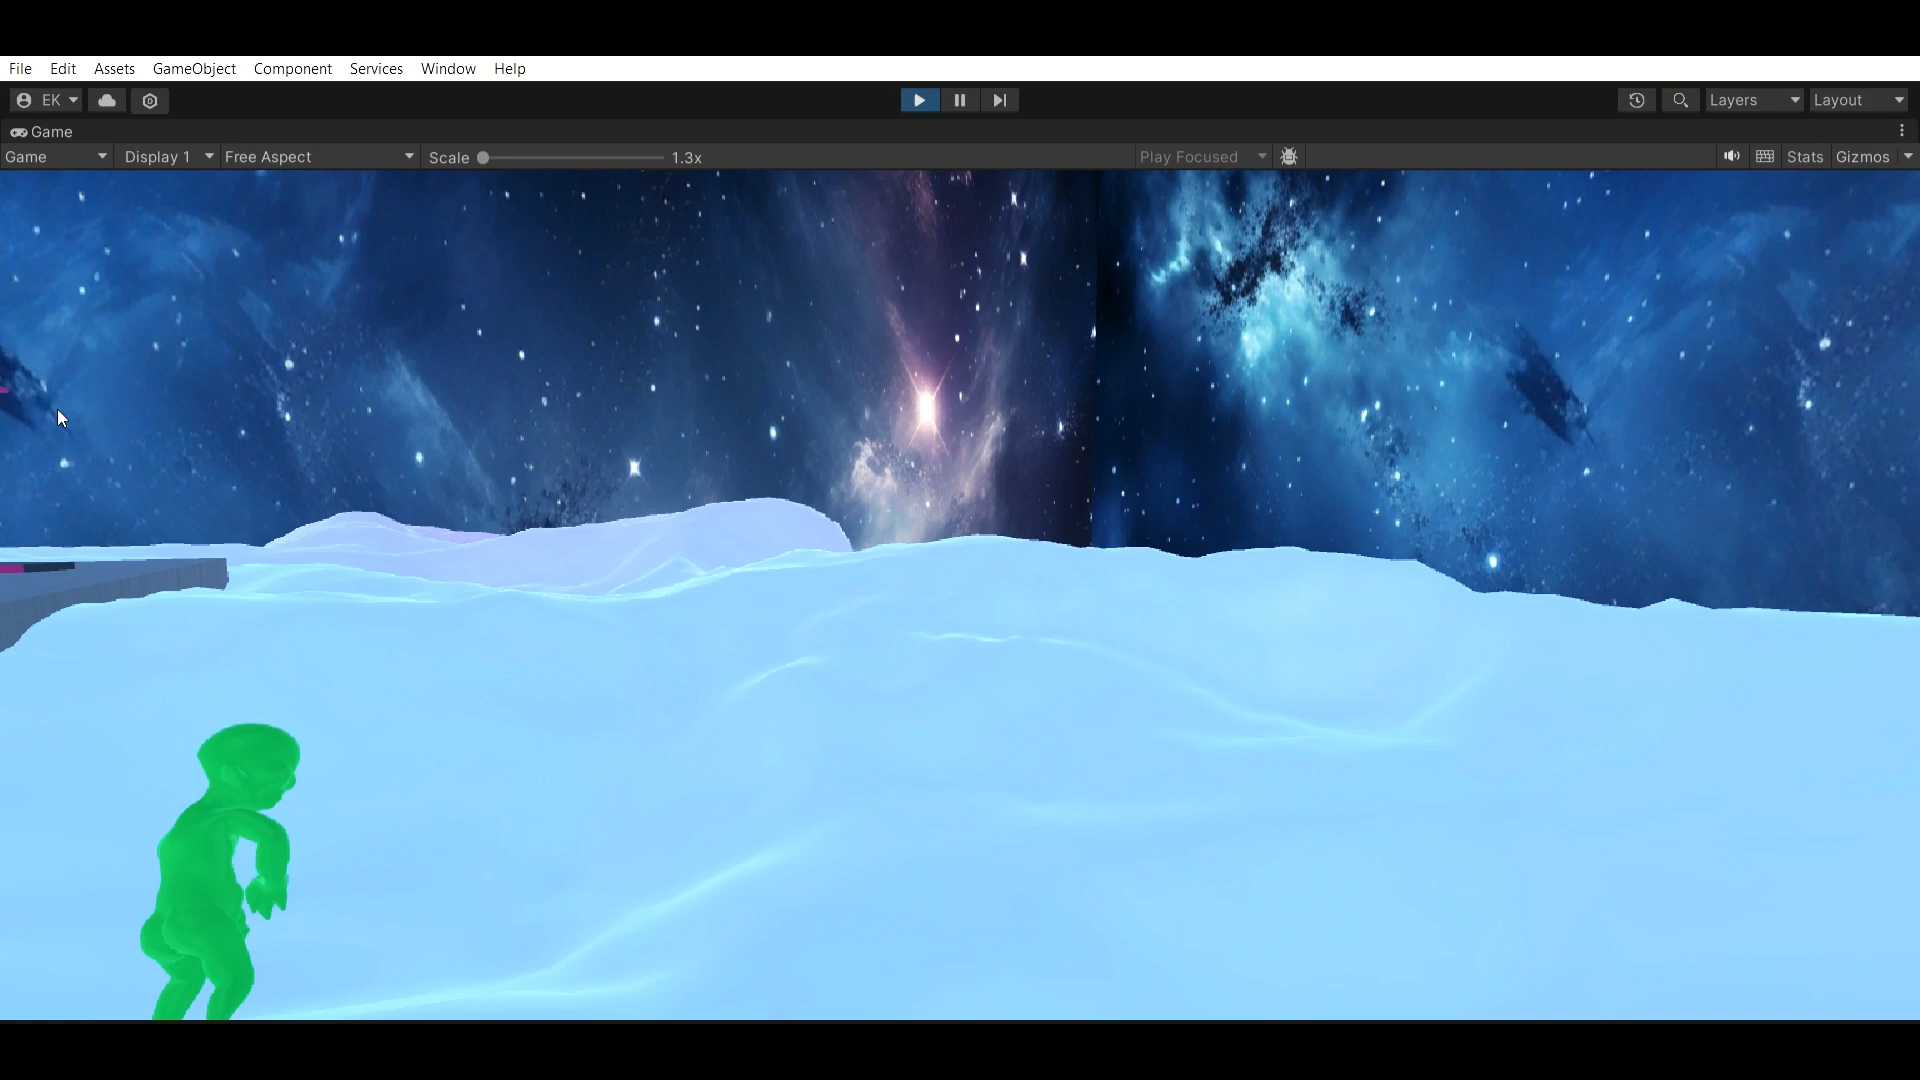 File Edit Assets GameObject Component Services Window Help
EK Layers Layout
Game
Game Display 1 Free Aspect Scale 1.3x Play Focused Stats Gizmos